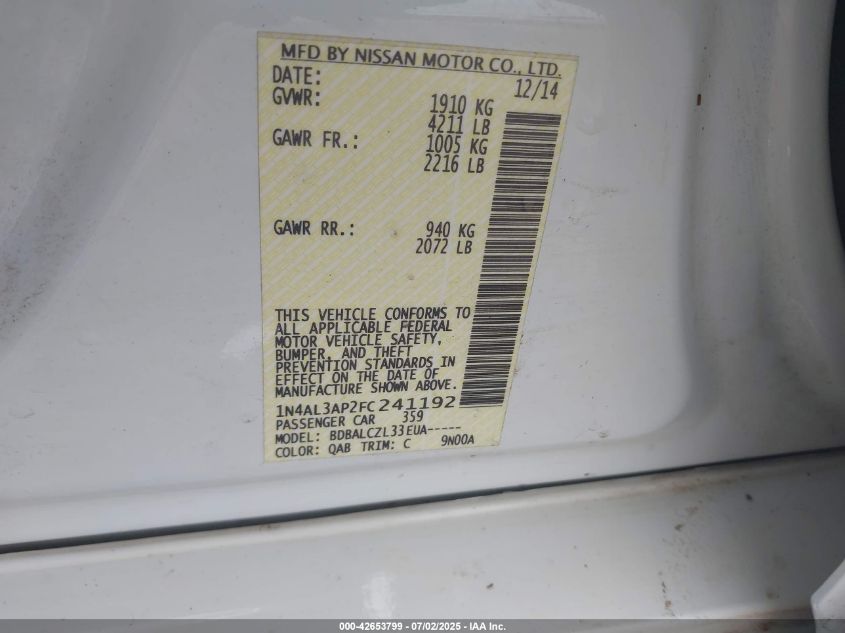 MFD BY NISSAN MOTOR CO., LTD.
DATE: 12/14
GVWR: 1910 KG
4211 LB
GAWR FR.: 1005 KG
2216 LB
GAWR RR.: 940 KG
2072 LB
THIS VEHICLE CONFORMS TO
ALL APPLICABLE FEDERAL
MOTOR VEHICLE SAFETY,
BUMPER, AND THEFT
PREVENTION STANDARDS IN
EFFECT ON THE DATE OF
MANUFACTURE SHOWN ABOVE.
1N4AL3AP2FC241192
PASSENGER CAR 359
MODEL: BDBALCZL33EUA-----
COLOR: QAB TRIM: C 9N00A
000-42653799 - 07/02/2025 - IAA Inc.